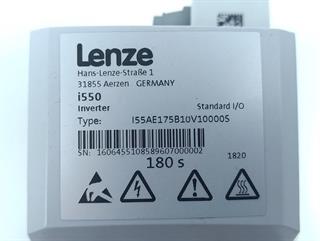 Lenze
Hans-Lenze-Straße 1
31855 Aerzen GERMANY
i550
Inverter Standard I/O
Type: I55AE175B10V10000S
SN: 1606455108589607000002
180 s 1820